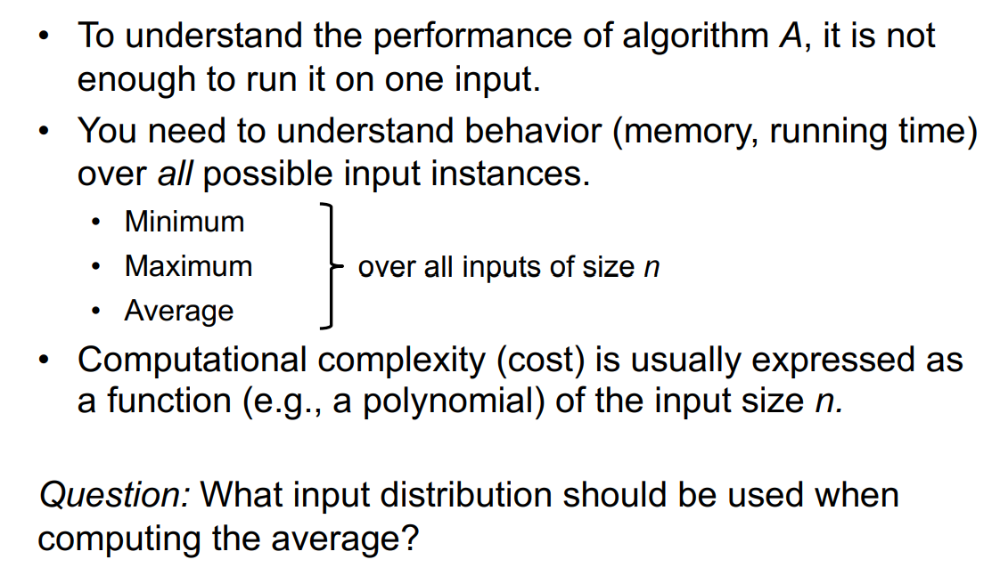 • To understand the performance of algorithm A, it is not
enough to run it on one input.
• You need to understand behavior (memory, running time)
over all possible input instances.
• Minimum
• Maximum
over all inputs of size n
• Average
• Computational complexity (cost) is usually expressed as
a function (e.g., a polynomial) of the input size n.
Question: What input distribution should be used when
computing the average?